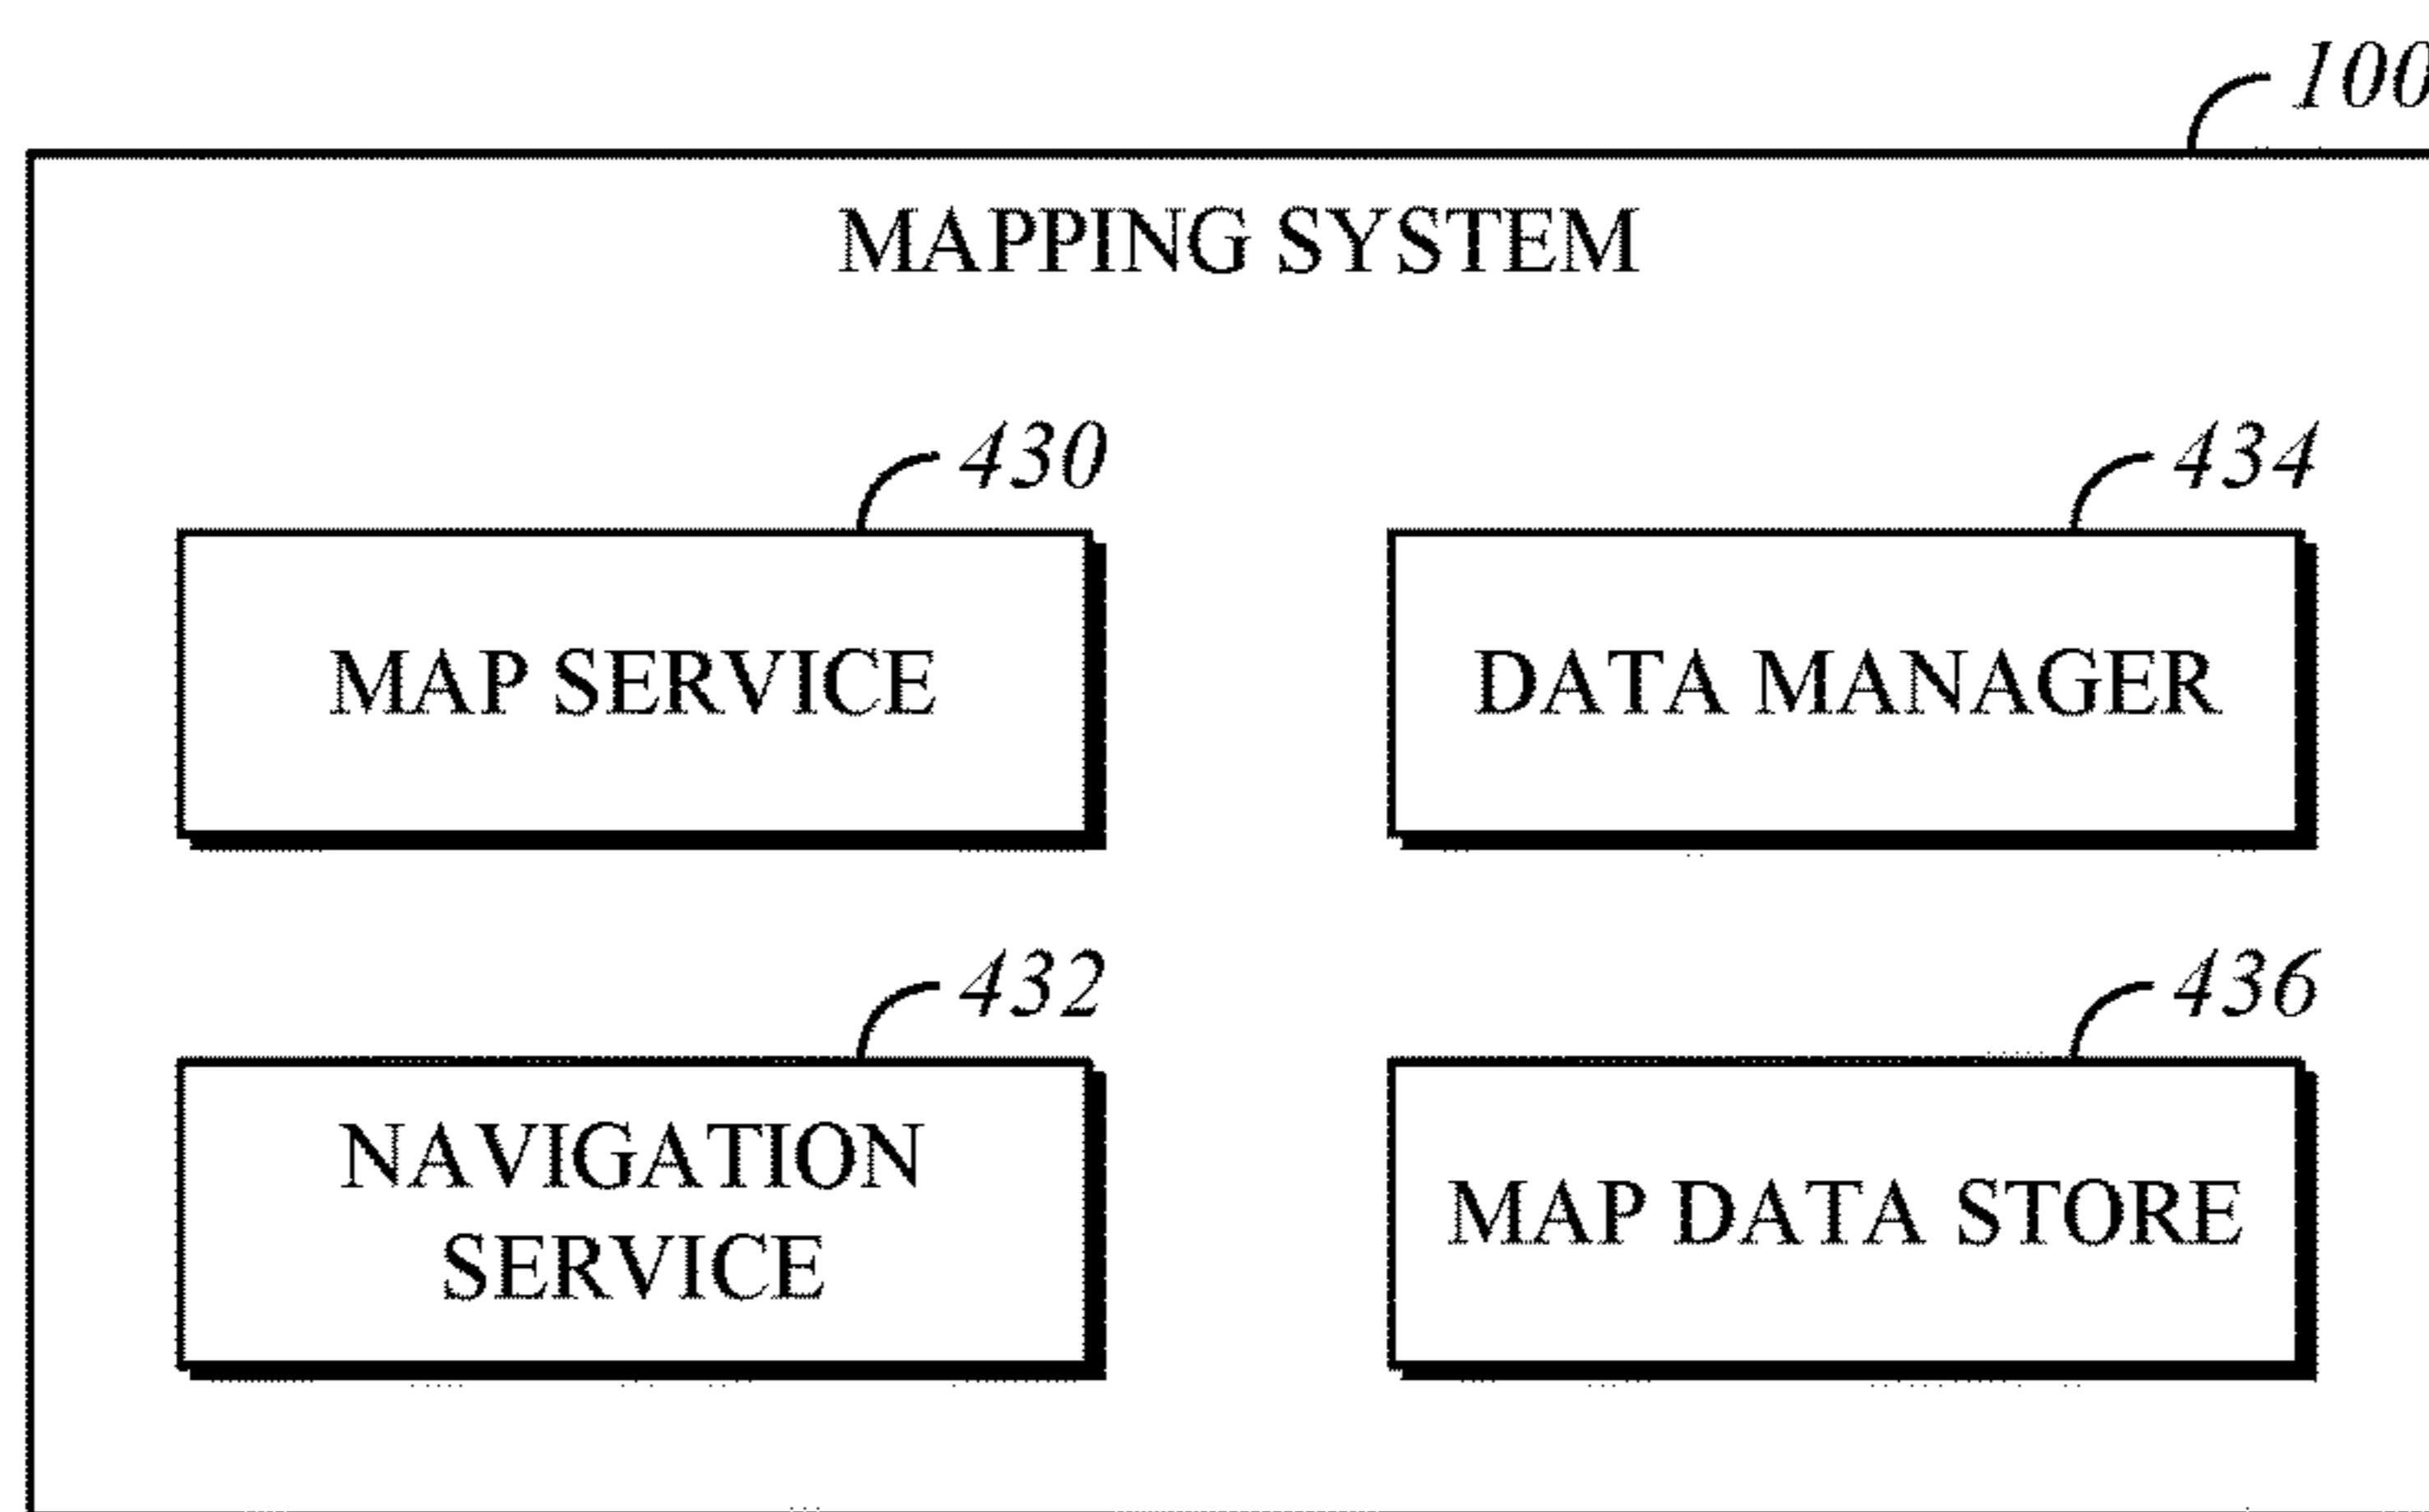 100
MAPPING SYSTEM
430
434
MAP SERVICE
DATA MANAGER
432
436
NAVIGATION
SERVICE
MAP DATA STORE